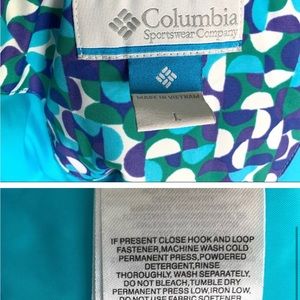 Columbia
Sportswear Company
MADE IN VIETNAM
L
IF PRESENT CLOSE HOOK AND LOOP
FASTENER,MACHINE WASH COLD
PERMANENT PRESS,POWDERED
DETERGENT,RINSE
THOROUGHLY, WASH SEPARATELY,
DO NOT BLEACH,TUMBLE DRY
PERMANENT PRESS LOW,IRON LOW,
DO NOT USE FABRIC SOFTENER